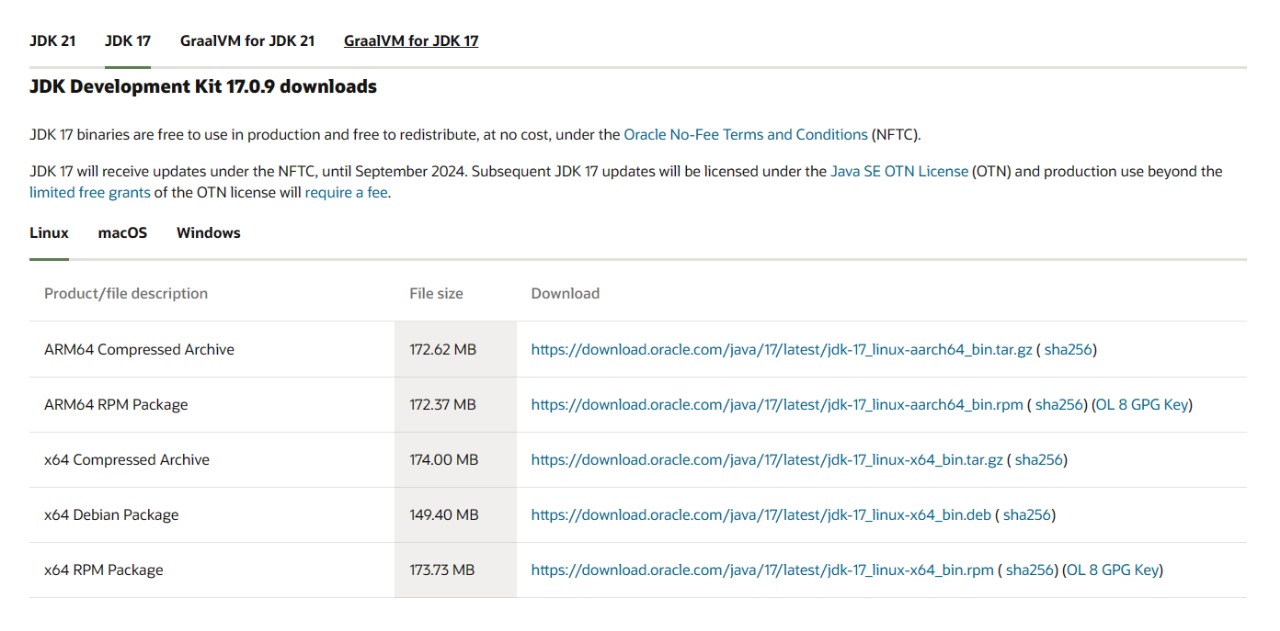 JDK 21 JDK 17 GraalVM for JDK 21 GraalVM for JDK 17
JDK Development Kit 17.0.9 downloads
JDK 17 binaries are free to use in production and free to redistribute, at no cost, under the Oracle No-Fee Terms and Conditions (NFTC).
JDK 17 will receive updates under the NFTC, until September 2024. Subsequent JDK 17 updates will be licensed under the Java SE OTN License (OTN) and production use beyond the
limited free grants of the OTN license will require a fee.
Linux macOS Windows
Product/file description File size Download
ARM64 Compressed Archive 172.62 MB https://download.oracle.com/java/17/latest/jdk-17_linux-aarch64_bin.tar.gz ( sha256)
ARM64 RPM Package 172.37 MB https://download.oracle.com/java/17/latest/jdk-17_linux-aarch64_bin.rpm ( sha256) (OL 8 GPG Key)
x64 Compressed Archive 174.00 MB https://download.oracle.com/java/17/latest/jdk-17_linux-x64_bin.tar.gz ( sha256)
x64 Debian Package 149.40 MB https://download.oracle.com/java/17/latest/jdk-17_linux-x64_bin.deb ( sha256)
x64 RPM Package 173.73 MB https://download.oracle.com/java/17/latest/jdk-17_linux-x64_bin.rpm ( sha256) (OL 8 GPG Key)